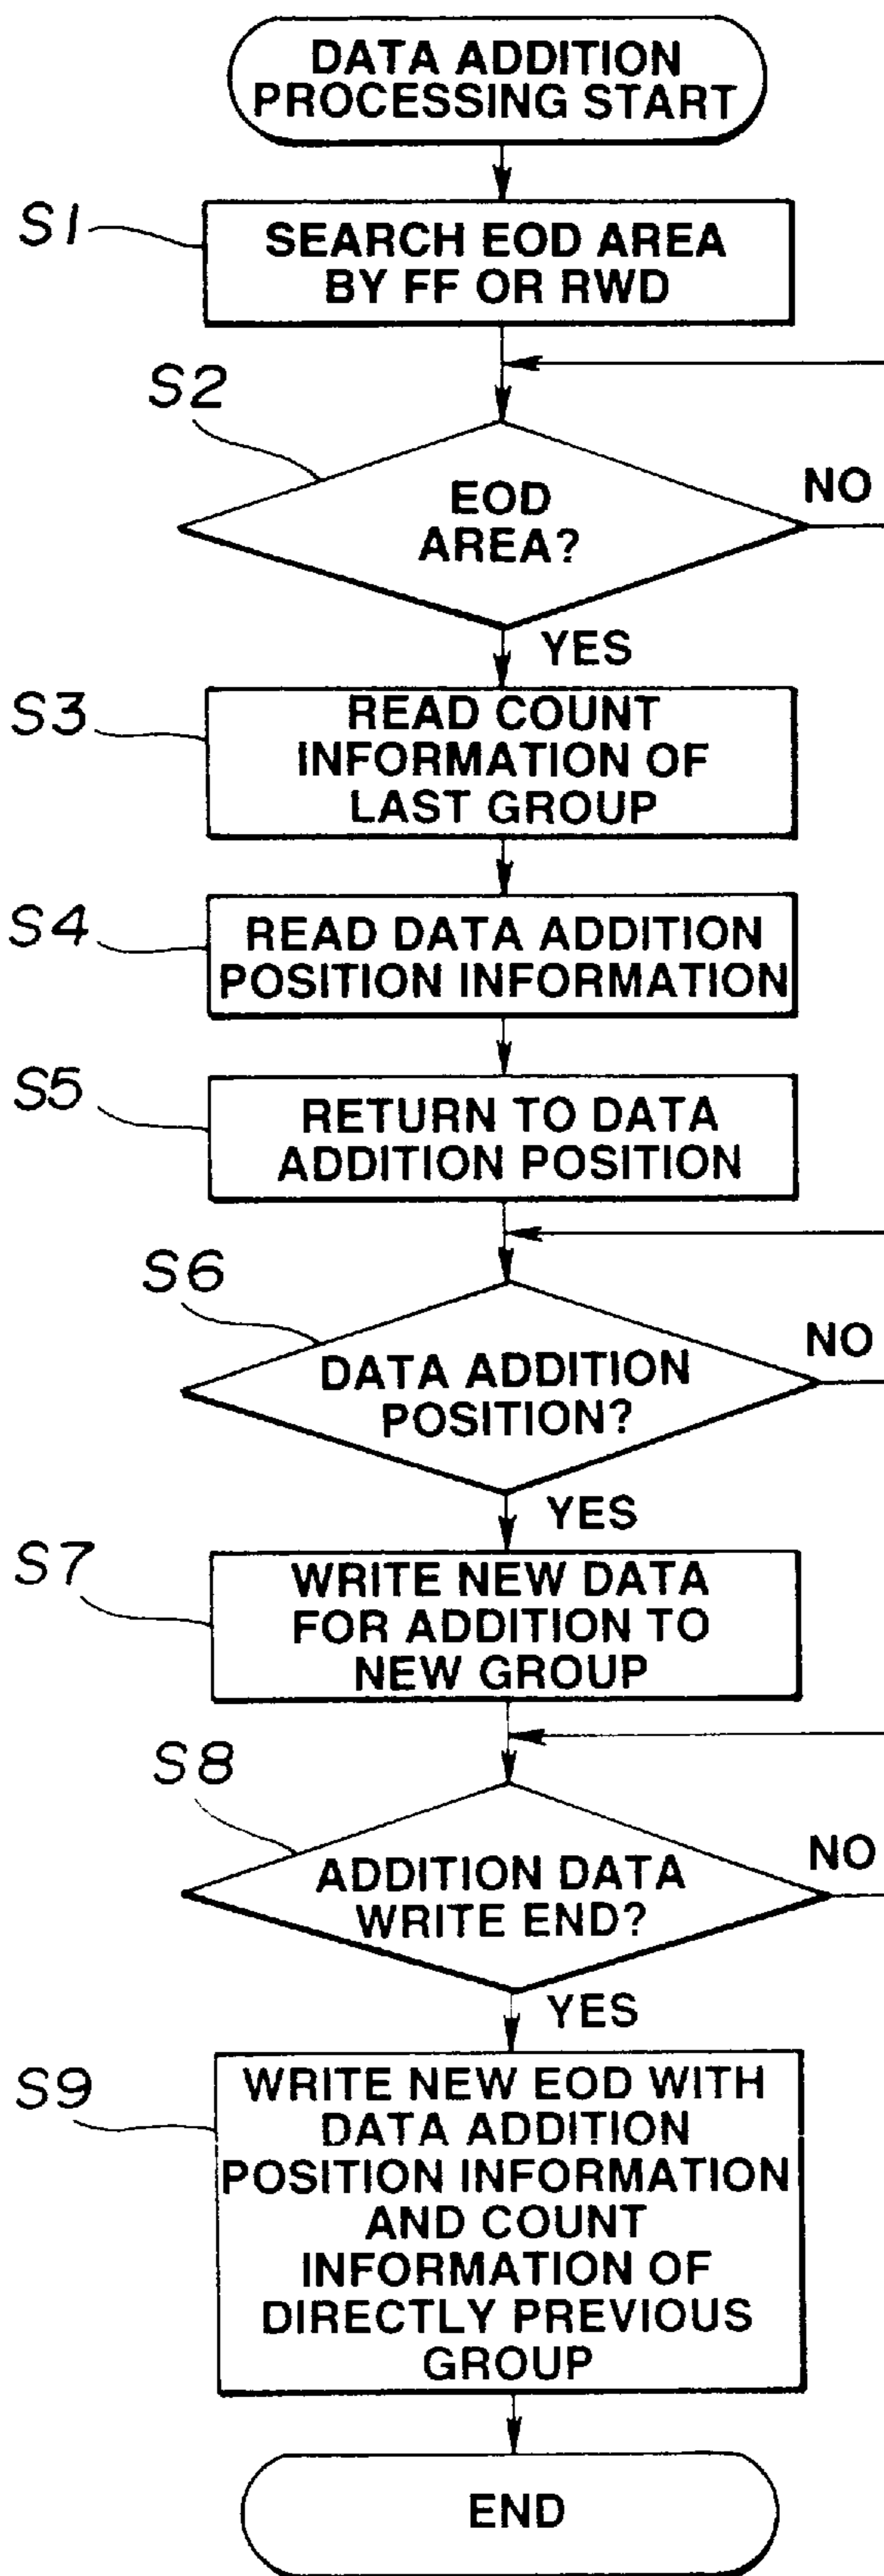 DATA ADDITION
PROCESSING START
S1
SEARCH EOD AREA
BY FF OR RWD
S2
EOD
AREA?
NO
YES
S3
READ COUNT
INFORMATION OF
LAST GROUP
S4
READ DATA ADDITION
POSITION INFORMATION
S5
RETURN TO DATA
ADDITION POSITION
S6
DATA ADDITION
POSITION?
NO
YES
S7
WRITE NEW DATA
FOR ADDITION TO
NEW GROUP
S8
ADDITION DATA
WRITE END?
NO
YES
S9
WRITE NEW EOD WITH
DATA ADDITION
POSITION INFORMATION
AND COUNT
INFORMATION OF
DIRECTLY PREVIOUS
GROUP
END